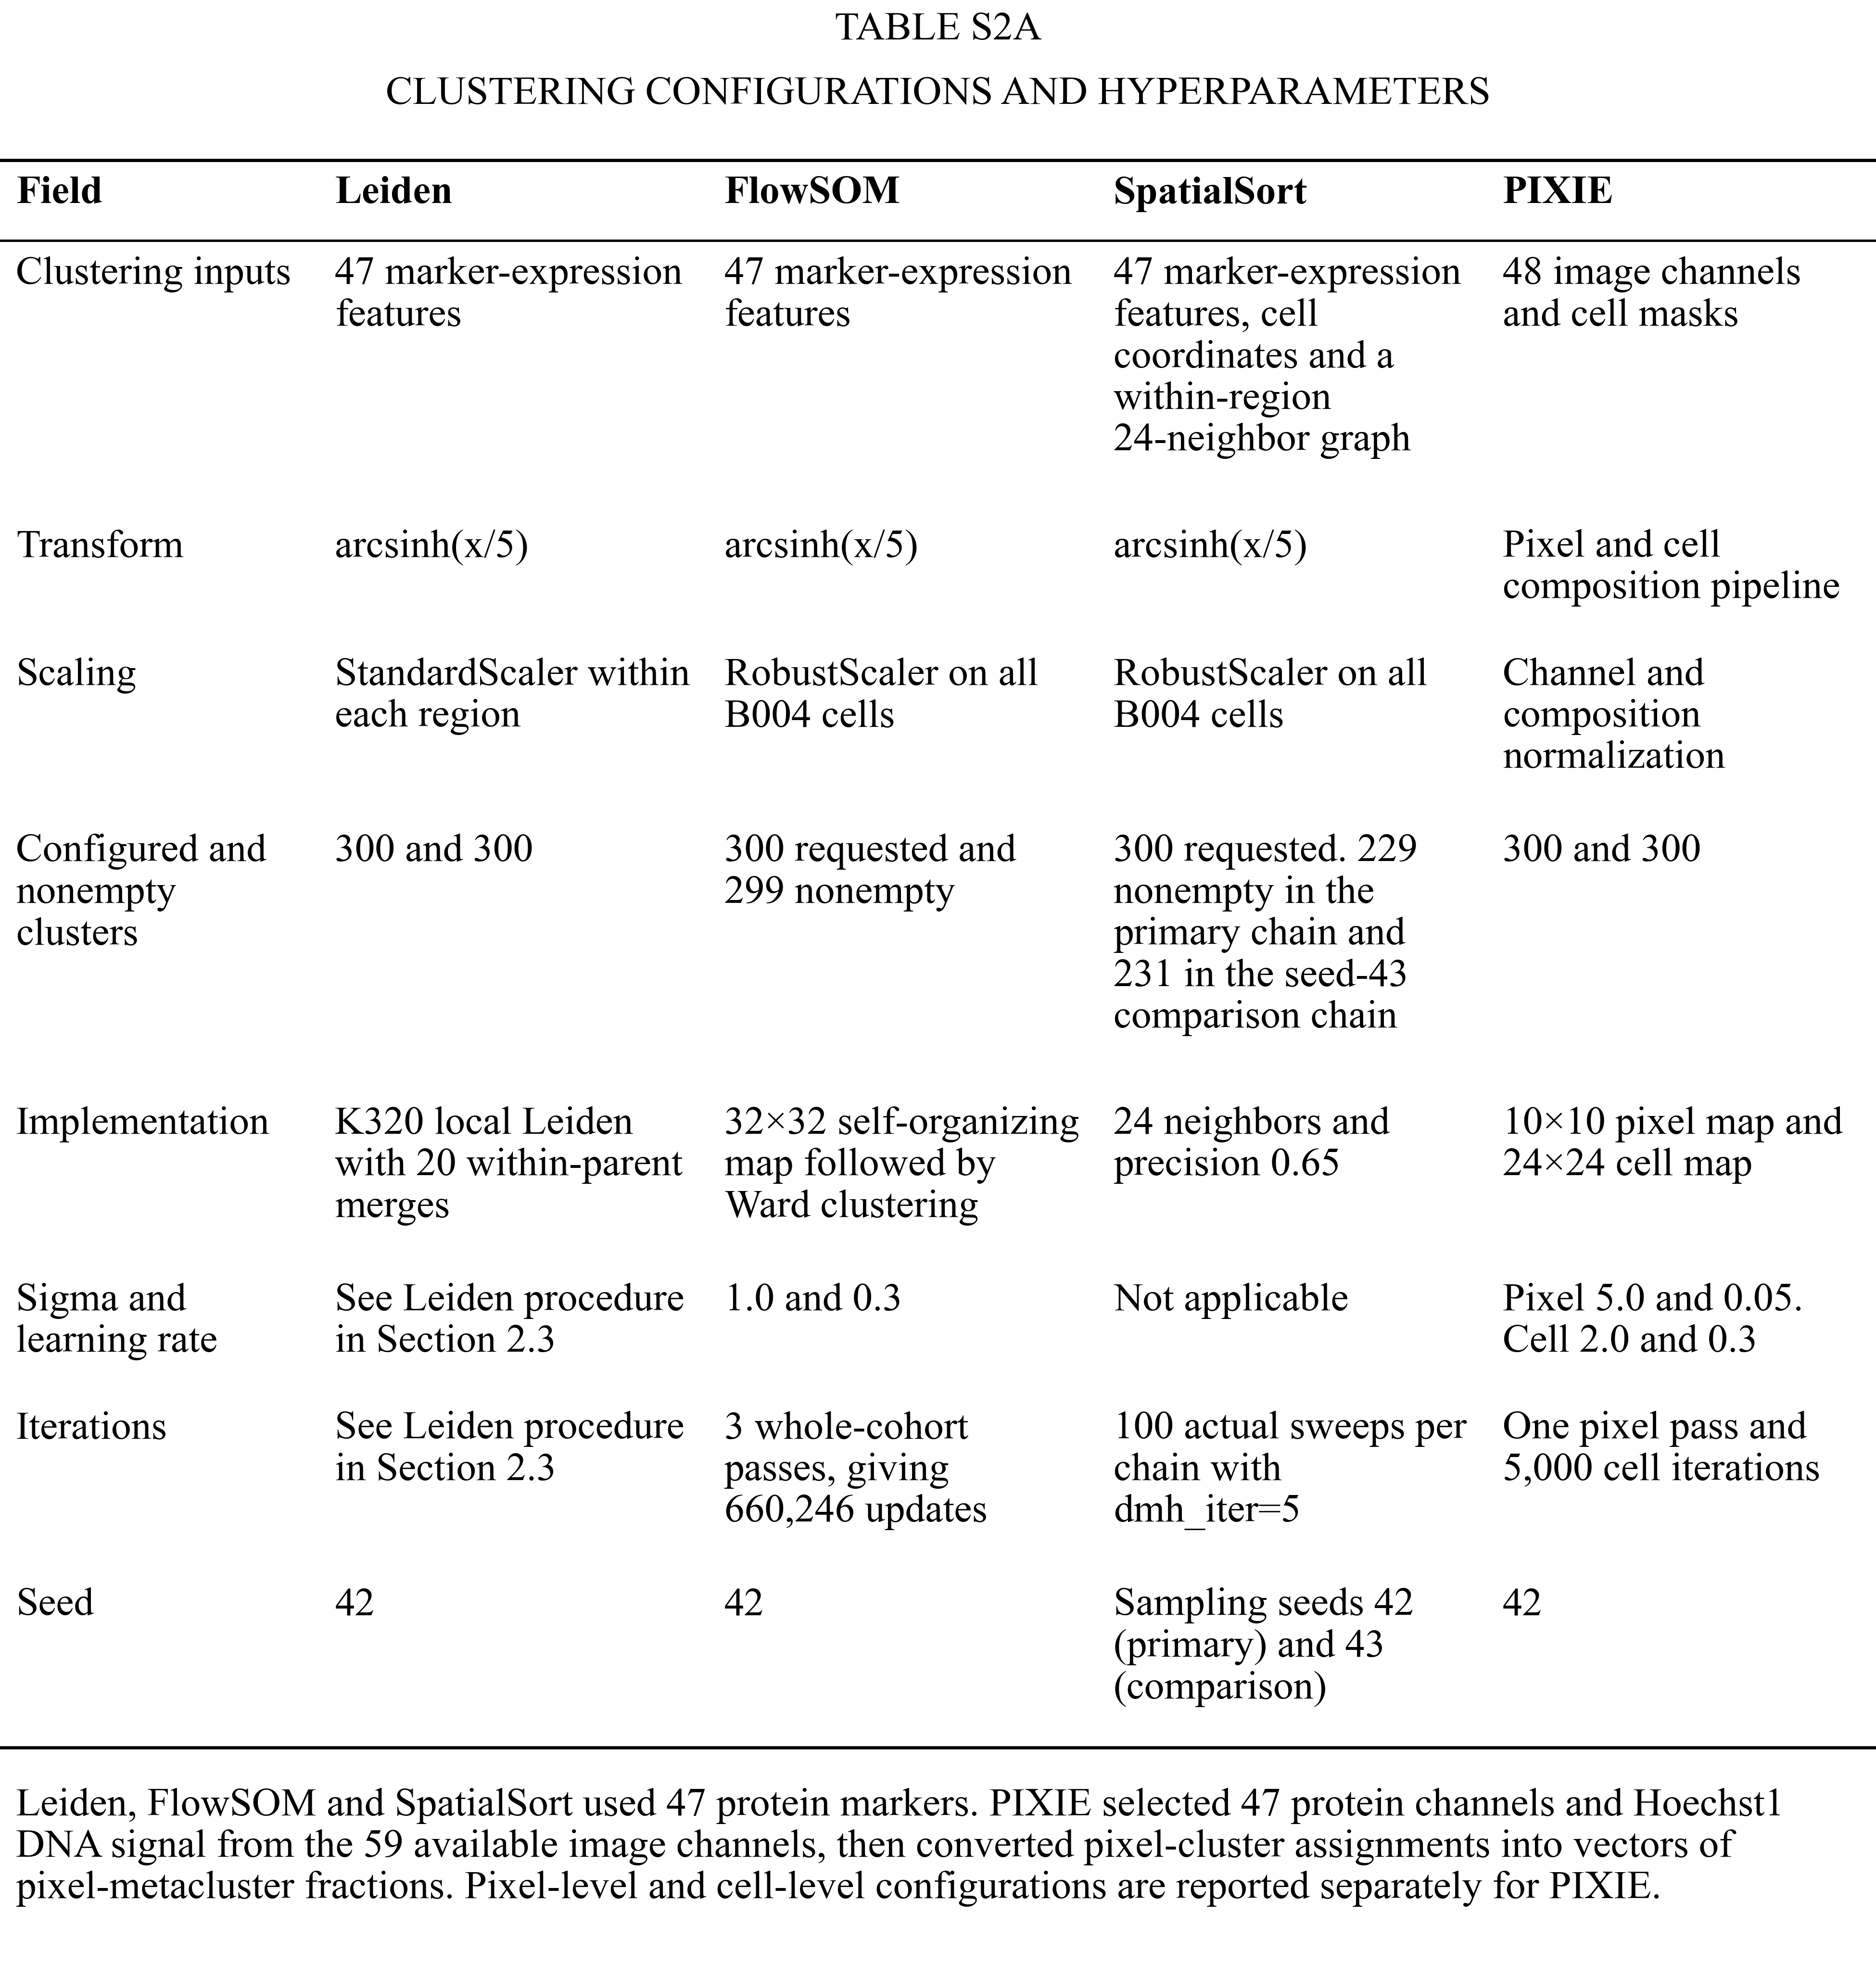 TABLE S2A
CLUSTERING CONFIGURATIONS AND HYPERPARAMETERS
Field
Leiden
FlowSOM
SpatialSort
PIXIE
Clustering inputs
47 marker-expression
features
47 marker-expression
features
47 marker-expression
features, cell
coordinates and a
within-region
24-neighbor graph
48 image channels
and cell masks
Transform
arcsinh(x/5)
arcsinh(x/5)
arcsinh(x/5)
Pixel and cell
composition pipeline
Scaling
StandardScaler within
each region
RobustScaler on all
B004 cells
RobustScaler on all
B004 cells
Channel and
composition
normalization
Configured and
nonempty
clusters
300 and 300
300 requested and
299 nonempty
300 requested. 229
nonempty in the
primary chain and
231 in the seed-43
comparison chain
300 and 300
Implementation
K320 local Leiden
with 20 within-parent
merges
32×32 self-organizing
map followed by
Ward clustering
24 neighbors and
precision 0.65
10×10 pixel map and
24×24 cell map
Sigma and
learning rate
See Leiden procedure
in Section 2.3
1.0 and 0.3
Not applicable
Pixel 5.0 and 0.05.
Cell 2.0 and 0.3
Iterations
See Leiden procedure
in Section 2.3
3 whole-cohort
passes, giving
660,246 updates
100 actual sweeps per
chain with
dmh_iter=5
One pixel pass and
5,000 cell iterations
Seed
42
42
Sampling seeds 42
(primary) and 43
(comparison)
42
Leiden, FlowSOM and SpatialSort used 47 protein markers. PIXIE selected 47 protein channels and Hoechst1
DNA signal from the 59 available image channels, then converted pixel-cluster assignments into vectors of
pixel-metacluster fractions. Pixel-level and cell-level configurations are reported separately for PIXIE.